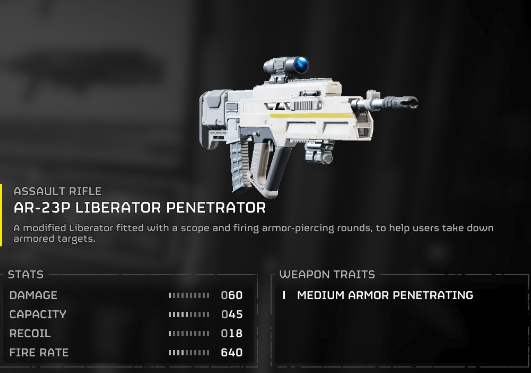 ASSAULT RIFLE
AR-23P LIBERATOR PENETRATOR
A modified Liberator fitted with a scope and firing armor-piercing rounds, to help users take down
armored targets.
STATS
DAMAGE 060
CAPACITY 045
RECOIL 018
FIRE RATE 640
WEAPON TRAITS
I MEDIUM ARMOR PENETRATING